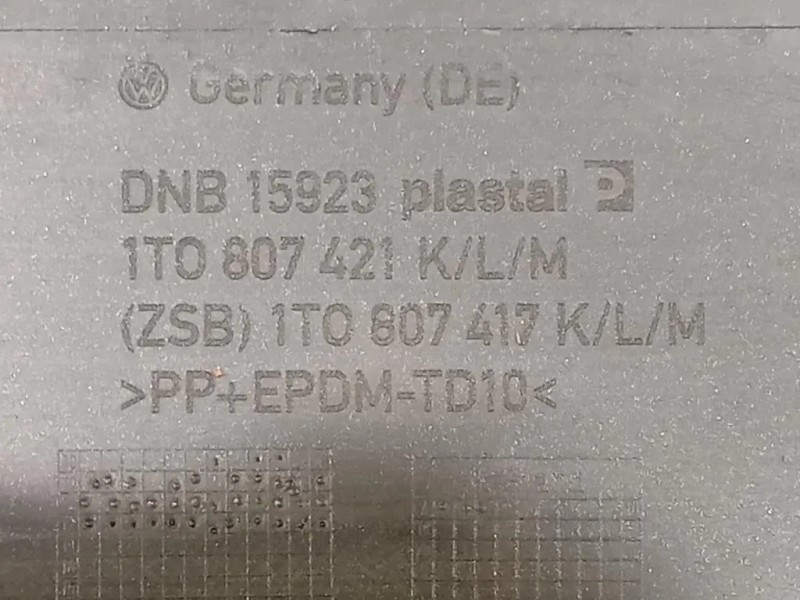 Germany (DE)
DNB 15923 plastal P
1T0 807 421 K/L/M
(ZSB) 1T0 807 417 K/L/M
>PP+EPDM-TD10<